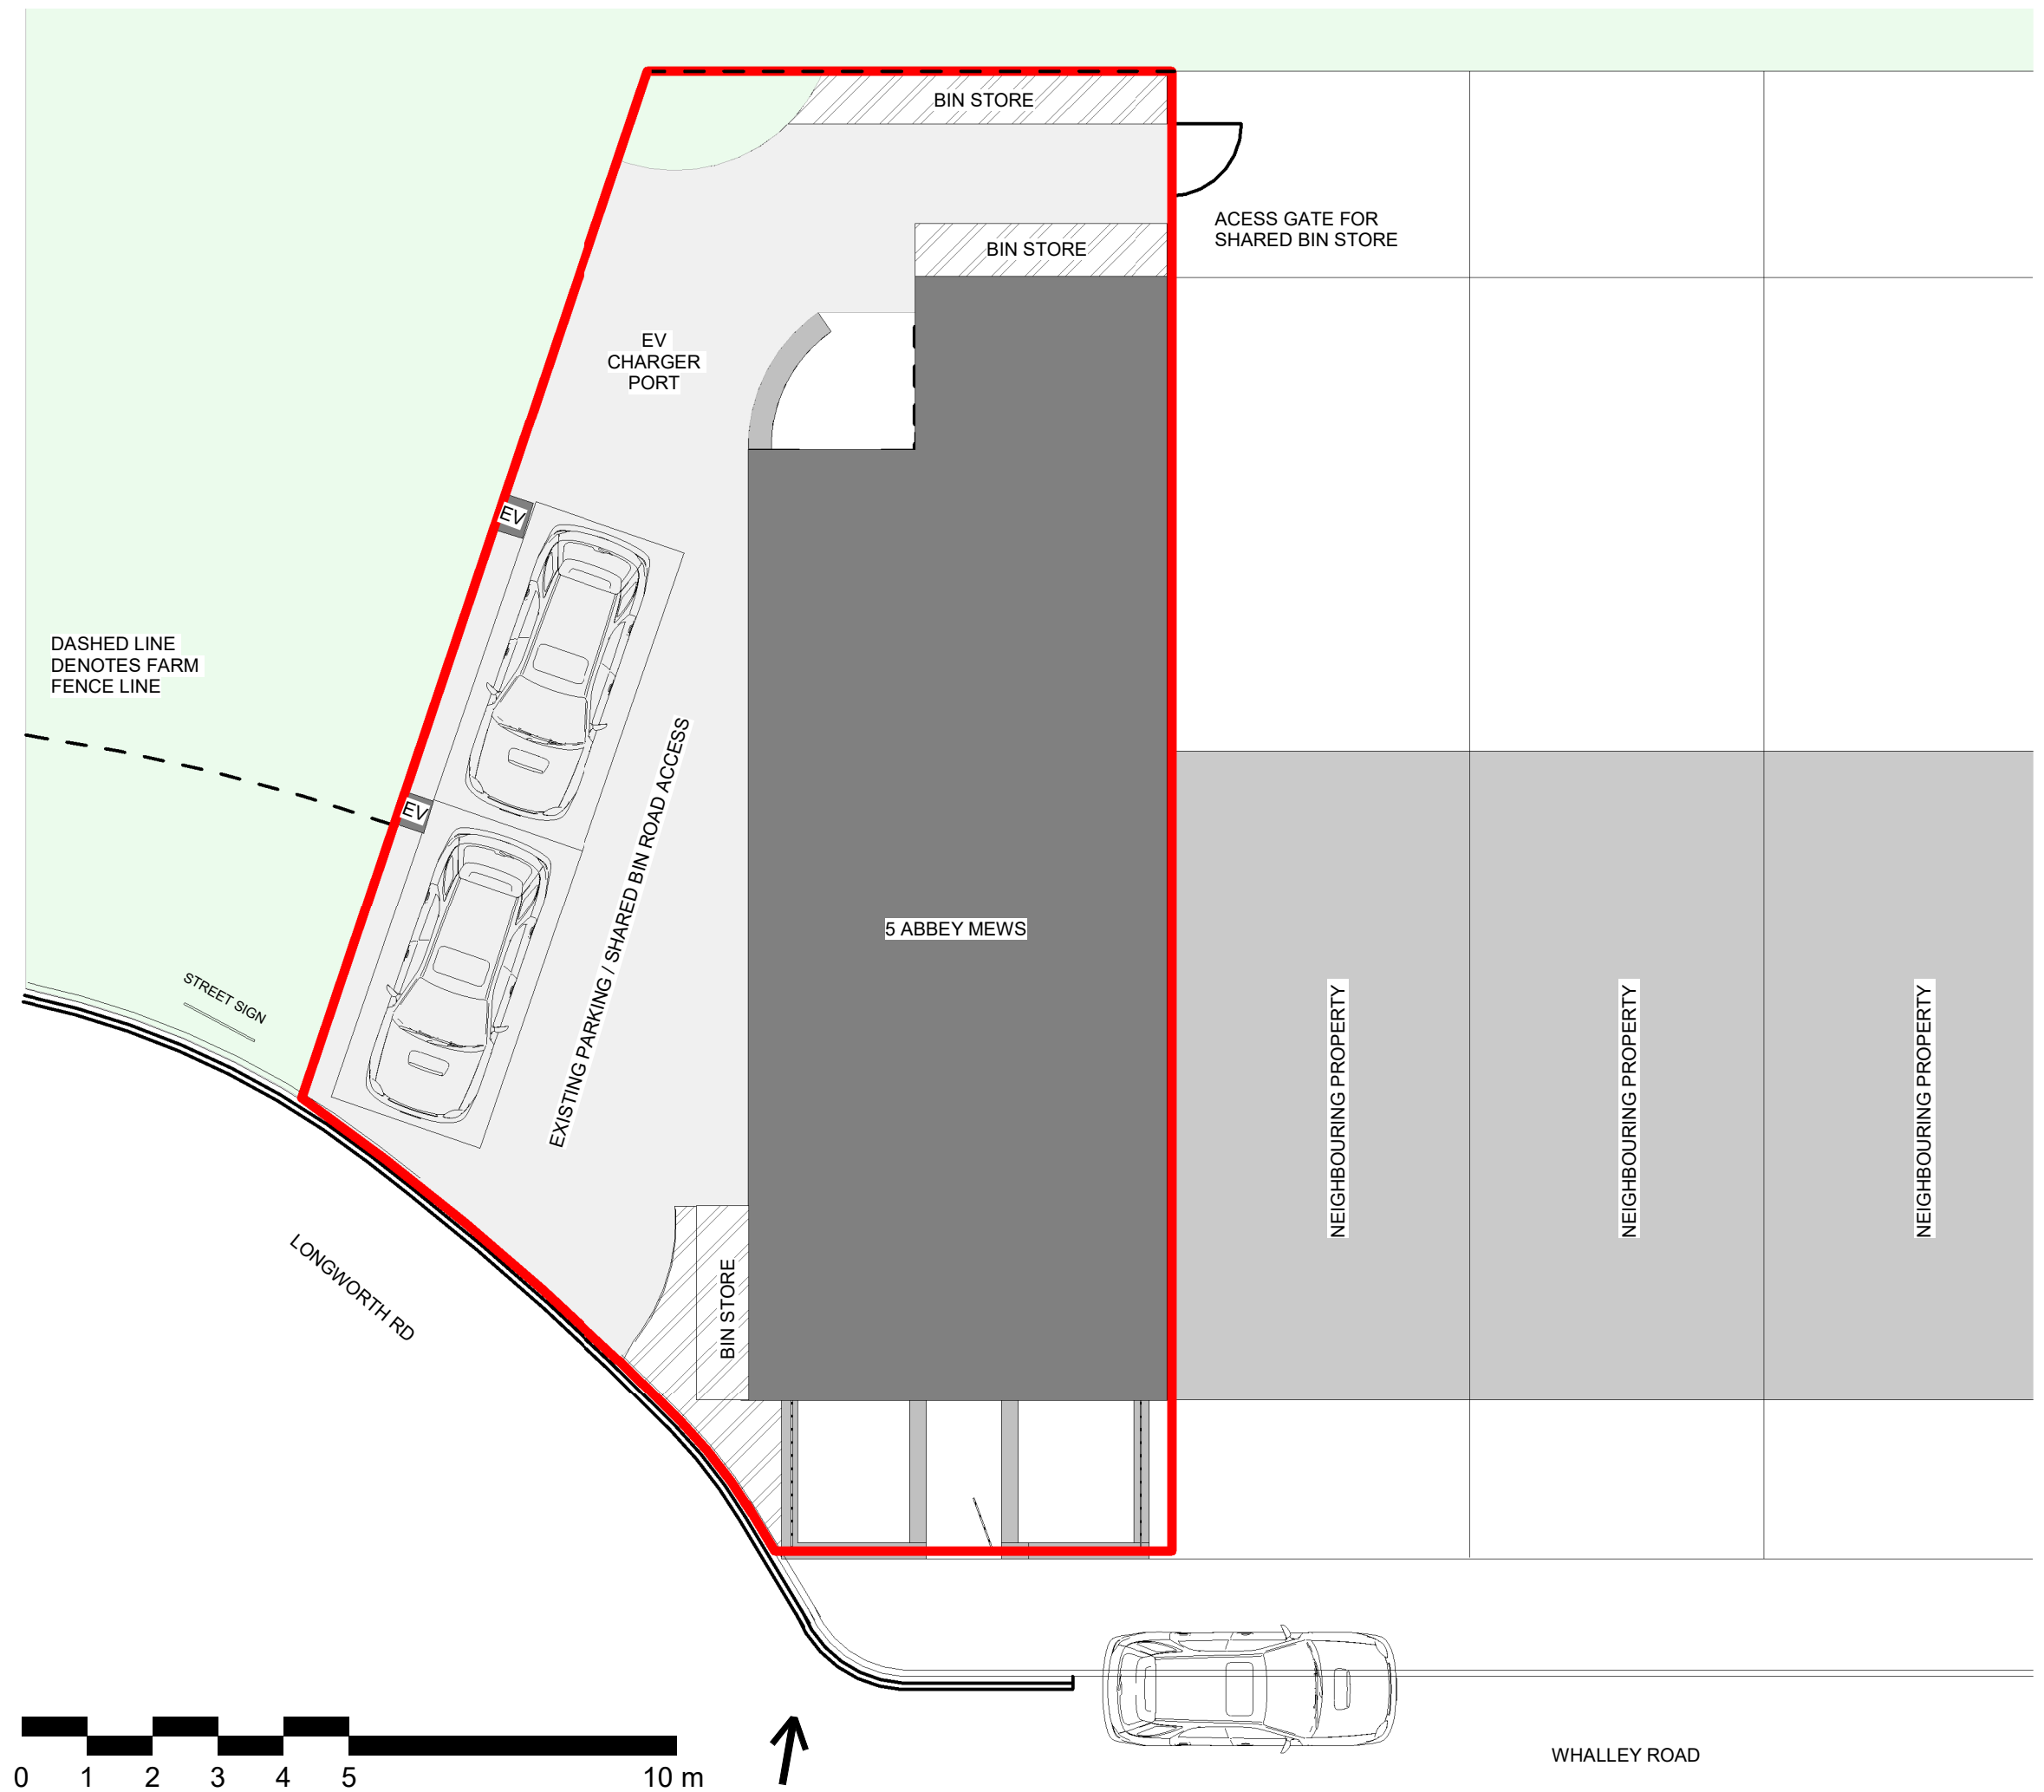 BIN STORE
ACESS GATE FOR
SHARED BIN STORE
BIN STORE
EV
CHARGER
PORT
EV
DASHED LINE
DENOTES FARM
FENCE LINE
EV
EXISTING PARKING / SHARED BIN ROAD ACCESS
5 ABBEY MEWS
STREET SIGN
NEIGHBOURING PROPERTY
NEIGHBOURING PROPERTY
NEIGHBOURING PROPERTY
LONGWORTH RD
BIN STORE
WHALLEY ROAD
0 1 2 3 4 5 10 m